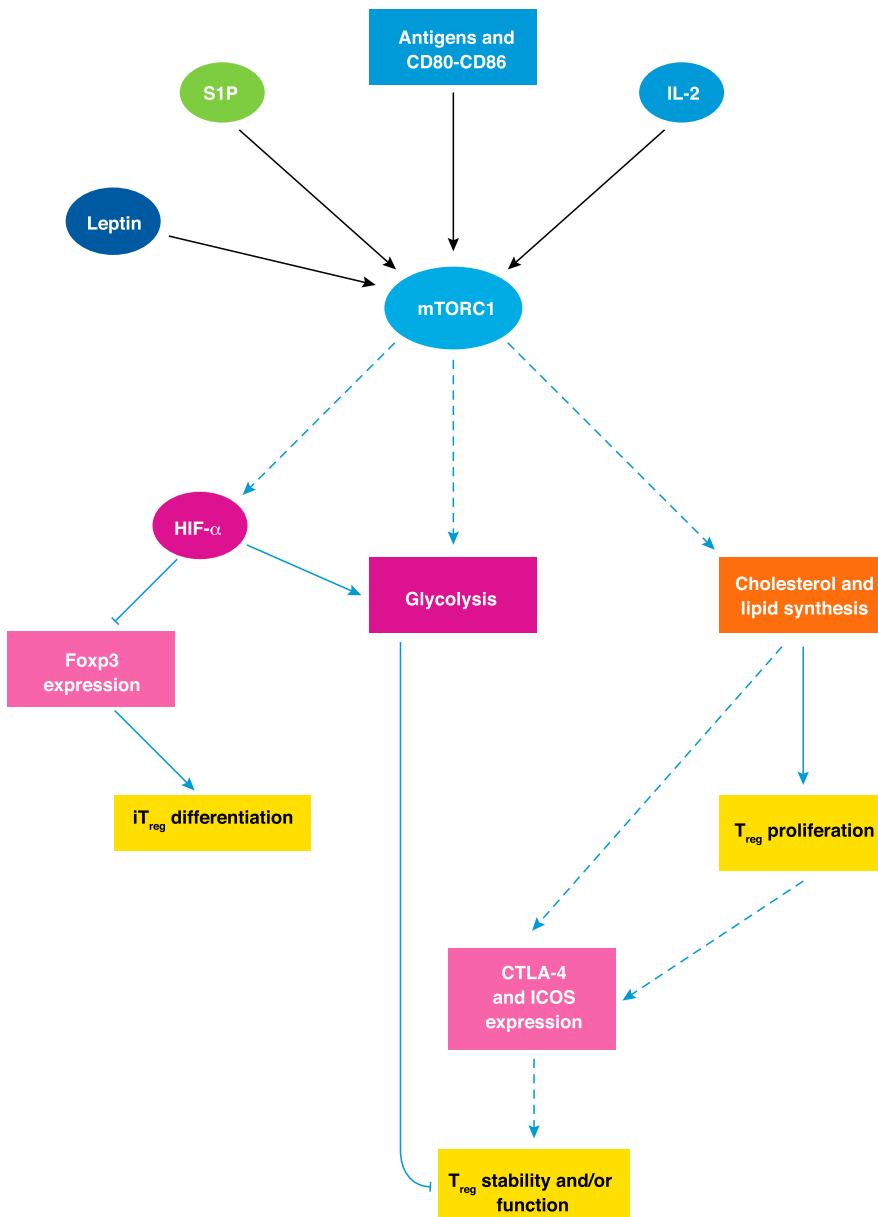 Antigens and
CD80-CD86
S1P
IL-2
Leptin
mTORC1
HIF-α
Glycolysis
Cholesterol and
lipid synthesis
Foxp3
expression
iTreg differentiation
Treg proliferation
CTLA-4
and ICOS
expression
Treg stability and/or
function